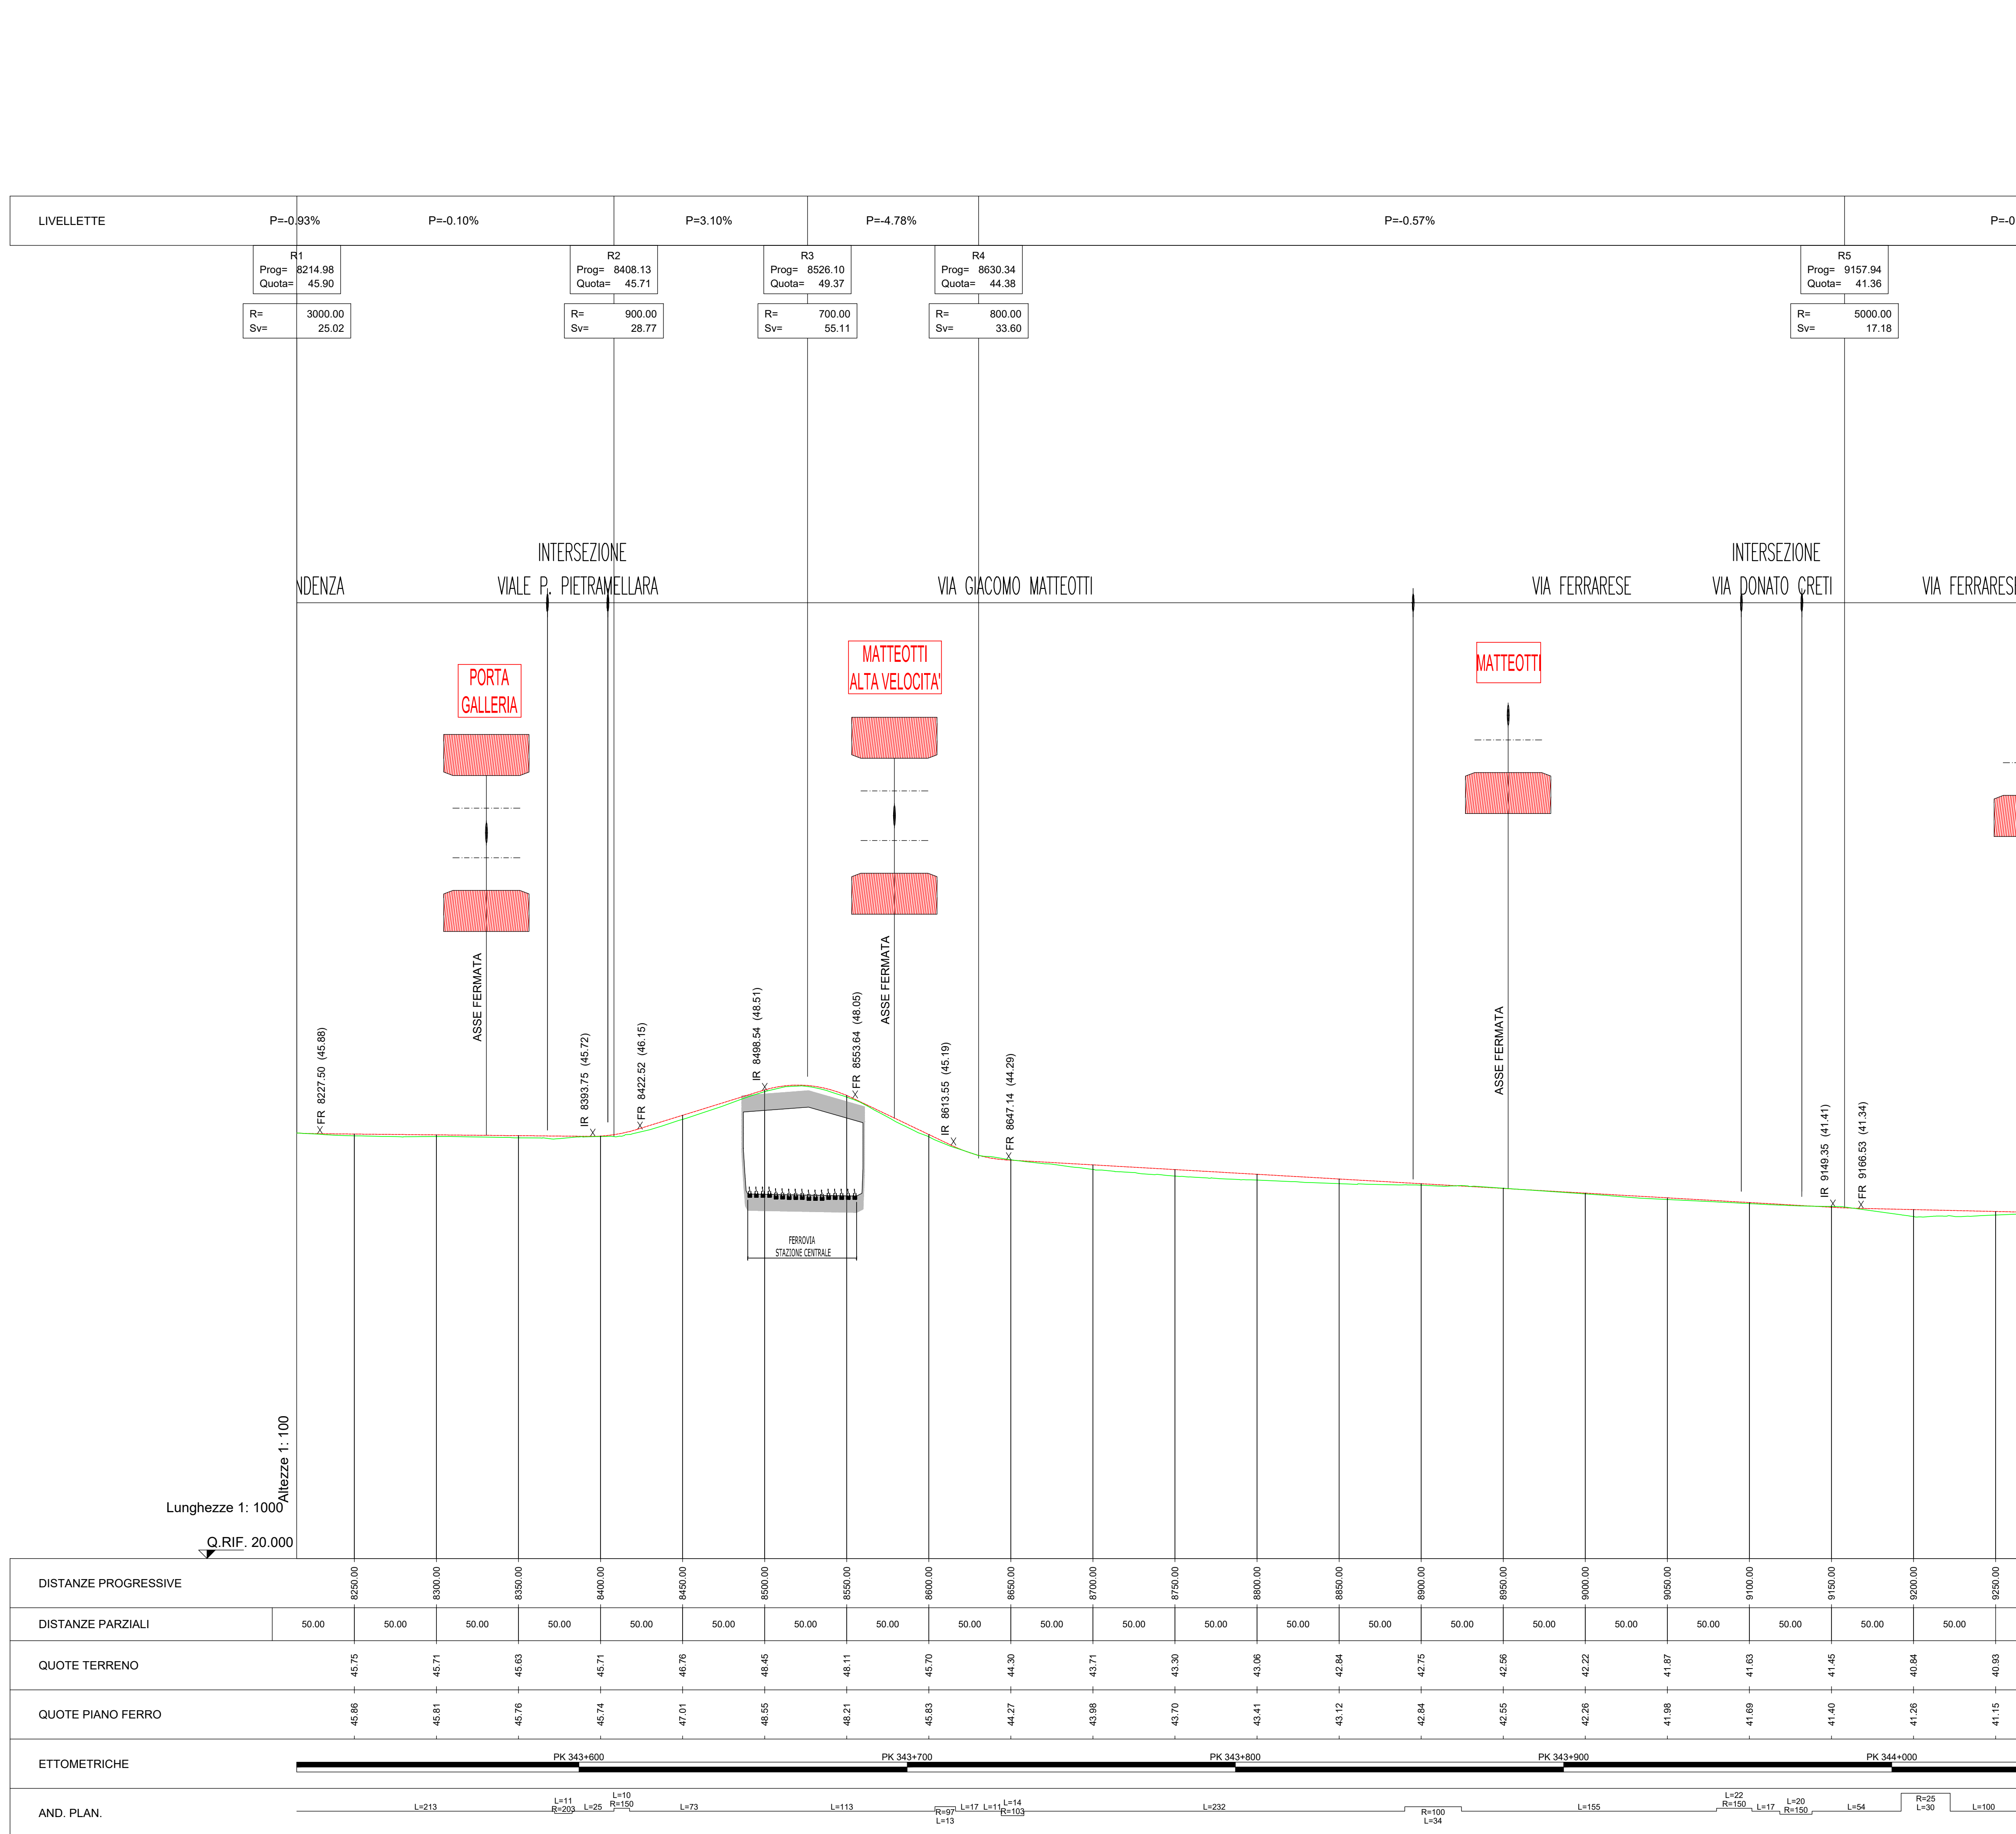 LIVELLETTE P=-0.93% P=-0.10% P=3.10% P=-4.78% P=-0.57% P=-0
R1
Prog= 8214.98
Quota= 45.90
R= 3000.00
Sv= 25.02
R2
Prog= 8408.13
Quota= 45.71
R= 900.00
Sv= 28.77
R3
Prog= 8526.10
Quota= 49.37
R= 700.00
Sv= 55.11
R4
Prog= 8630.34
Quota= 44.38
R= 800.00
Sv= 33.60
R5
Prog= 9157.94
Quota= 41.36
R= 5000.00
Sv= 17.18
NDENZA
INTERSEZIONE
VIALE P. PIETRAMELLARA
VIA GIACOMO MATTEOTTI
VIA FERRARESE
INTERSEZIONE
VIA DONATO CRETI
VIA FERRARESE
PORTA
GALLERIA
MATTEOTTI
ALTA VELOCITA'
MATTEOTTI
ASSE FERMATA
ASSE FERMATA
ASSE FERMATA
FR 8227.50 (45.88)
IR 8393.75 (45.72)
FR 8422.52 (46.15)
IR 8498.54 (48.51)
FR 8553.64 (48.05)
IR 8613.55 (45.19)
FR 8647.14 (44.29)
IR 9149.35 (41.41)
FR 9166.53 (41.34)
FERROVIA
STAZIONE CENTRALE
Altezze 1: 100
Lunghezze 1: 1000
Q.RIF. 20.000
DISTANZE PROGRESSIVE 8250.00 8300.00 8350.00 8400.00 8450.00 8500.00 8550.00 8600.00 8650.00 8700.00 8750.00 8800.00 8850.00 8900.00 8950.00 9000.00 9050.00 9100.00 9150.00 9200.00 9250.00
DISTANZE PARZIALI 50.00 50.00 50.00 50.00 50.00 50.00 50.00 50.00 50.00 50.00 50.00 50.00 50.00 50.00 50.00 50.00 50.00 50.00 50.00 50.00 50.00
QUOTE TERRENO 45.75 45.71 45.63 45.71 46.76 48.45 48.11 45.70 44.30 43.71 43.30 43.06 42.84 42.75 42.56 42.22 41.87 41.63 41.45 40.84 40.93
QUOTE PIANO FERRO 45.86 45.81 45.76 45.74 47.01 48.55 48.21 45.83 44.27 43.98 43.70 43.41 43.12 42.84 42.55 42.26 41.98 41.69 41.40 41.26 41.15
ETTOMETRICHE PK 343+600 PK 343+700 PK 343+800 PK 343+900 PK 344+000
AND. PLAN.
L=213
L=11
R=203
L=25
L=10
R=150
L=73
L=113
R=97
L=13
L=17
L=11
L=14
R=103
L=232
R=100
L=34
L=155
L=22
R=150
L=17
L=20
R=150
L=54
R=25
L=30
L=100